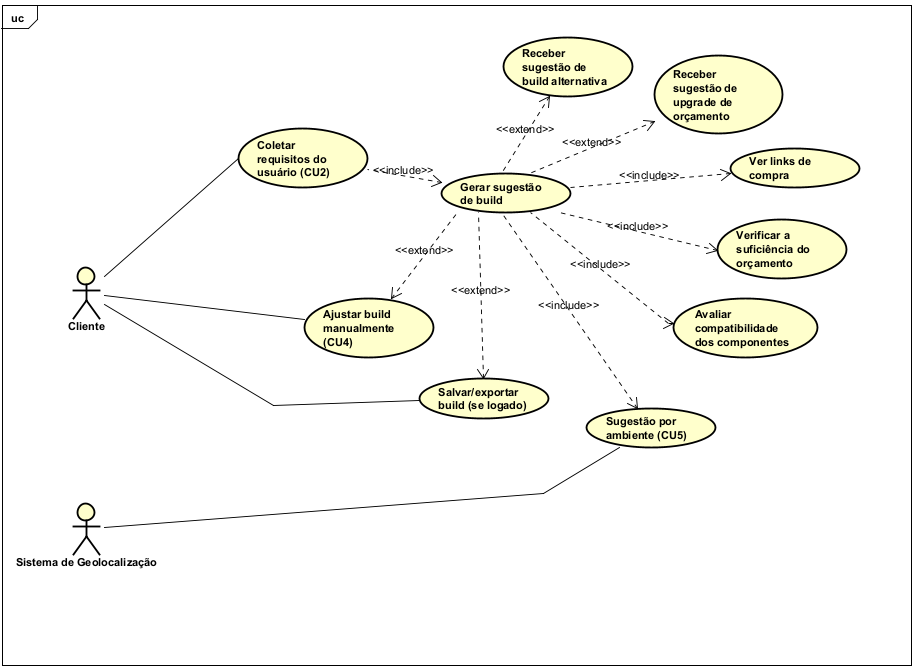 uc
Receber
sugestão de
build alternativa
Receber
sugestão de
upgrade de
orçamento
<<extend>>
<<extend>>
Coletar
requisitos do
usuário (CU2)
<<include>>
Gerar sugestão
de build
<<include>>
Ver links de
compra
<<include>>
Verificar a
suficiência do
orçamento
<<extend>>
<<include>>
<<extend>>
<<include>>
Cliente
Ajustar build
manualmente
(CU4)
Avaliar
compatibilidade
dos componentes
Salvar/exportar
build (se logado)
Sugestão por
ambiente (CU5)
Sistema de Geolocalização